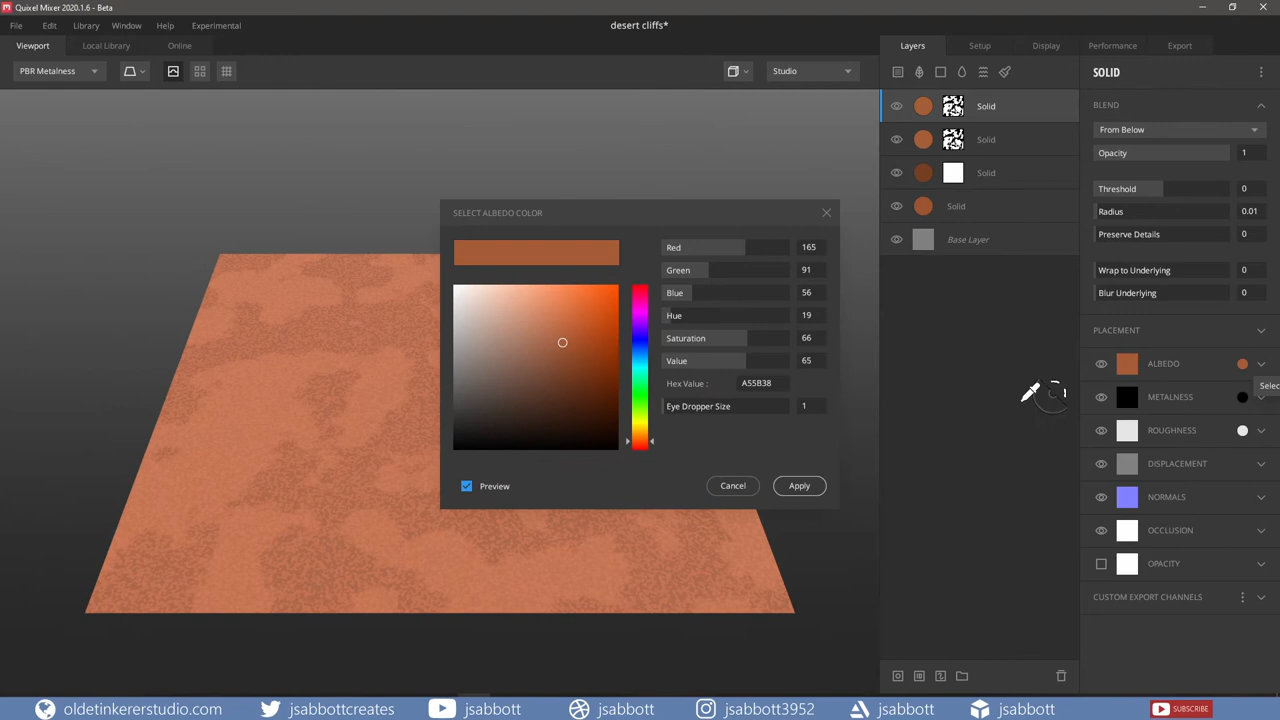 Quixel Mixer 2020.1.6 - Beta
File Edit Library Window Help Experimental
desert cliffs*
Viewport Local Library Online
Layers Setup Display Performance Export
PBR Metalness
Studio
SOLID
BLEND
From Below
Opacity 1
Threshold 0
Radius 0.01
Preserve Details 0
Wrap to Underlying 0
Blur Underlying 0
PLACEMENT
ALBEDO
Selec
METALNESS
ROUGHNESS
DISPLACEMENT
NORMALS
OCCLUSION
OPACITY
CUSTOM EXPORT CHANNELS
Solid
Solid
Solid
Solid
Base Layer
SELECT ALBEDO COLOR
Red 165
Green 91
Blue 56
Hue 19
Saturation 66
Value 65
Hex Value : A55B38
Eye Dropper Size 1
Preview
Cancel Apply
oldetinkererstudio.com jsabbottcreates jsabbott jsabbott jsabbott3952 jsabbott jsabbott SUBSCRIBE